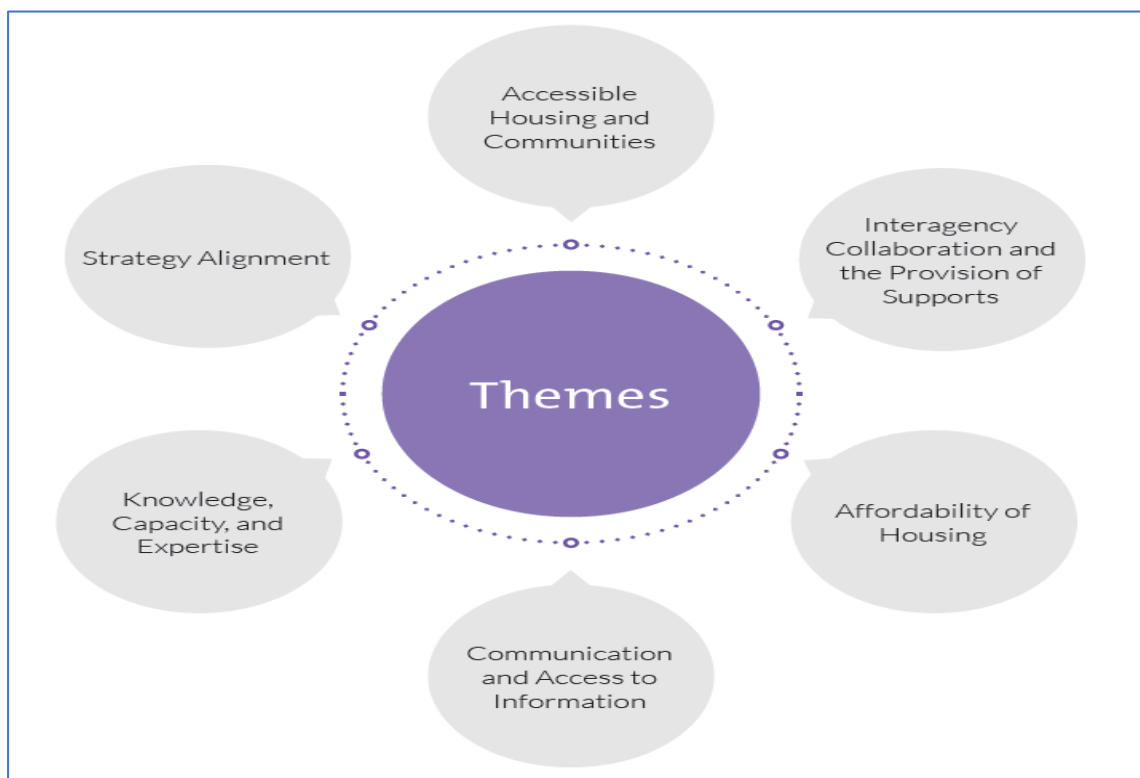 Accessible
Housing and
Communities
Interagency
Collaboration and
the Provision of
Supports
Affordability of
Housing
Communication
and Access to
Information
Knowledge,
Capacity, and
Expertise
Strategy Alignment
Themes